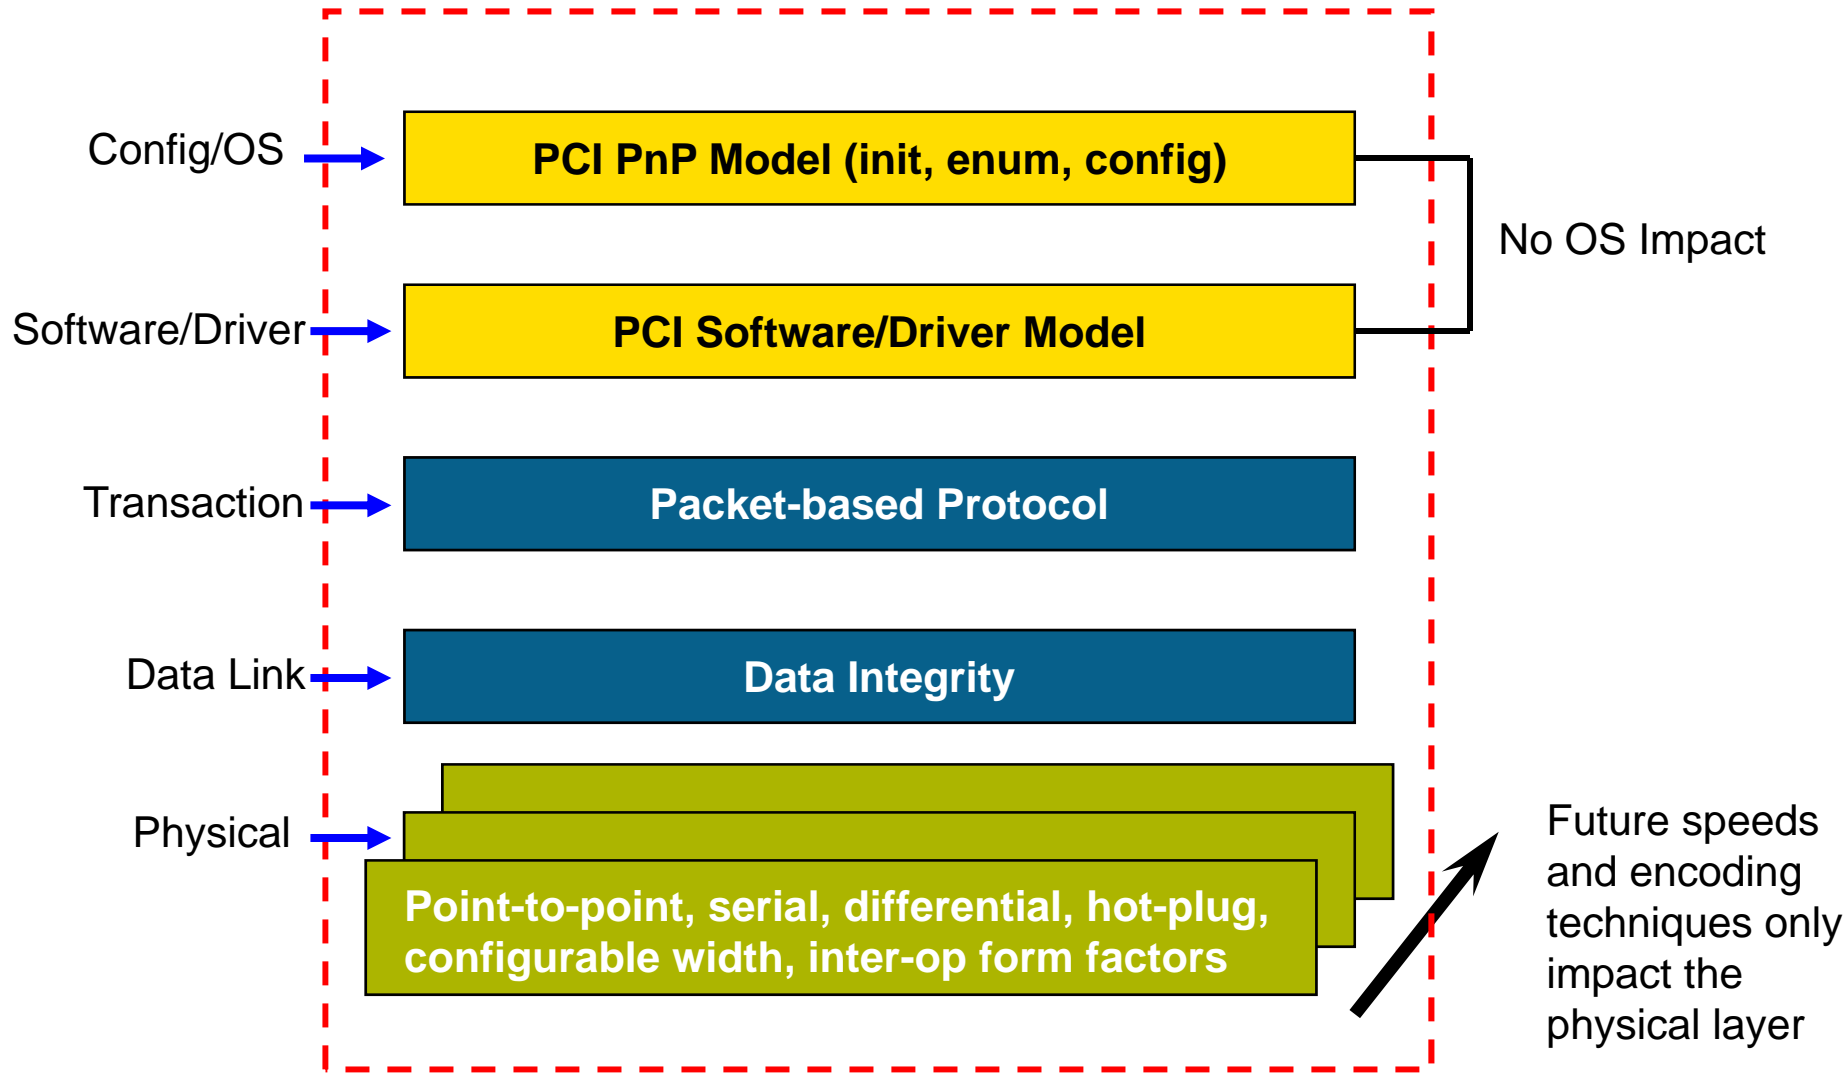 Config/OS
PCI PnP Model (init, enum, config)
No OS Impact
Software/Driver
PCI Software/Driver Model
Transaction
Packet-based Protocol
Data Link
Data Integrity
Physical
Point-to-point, serial, differential, hot-plug,
configurable width, inter-op form factors
Future speeds
and encoding
techniques only
impact the
physical layer